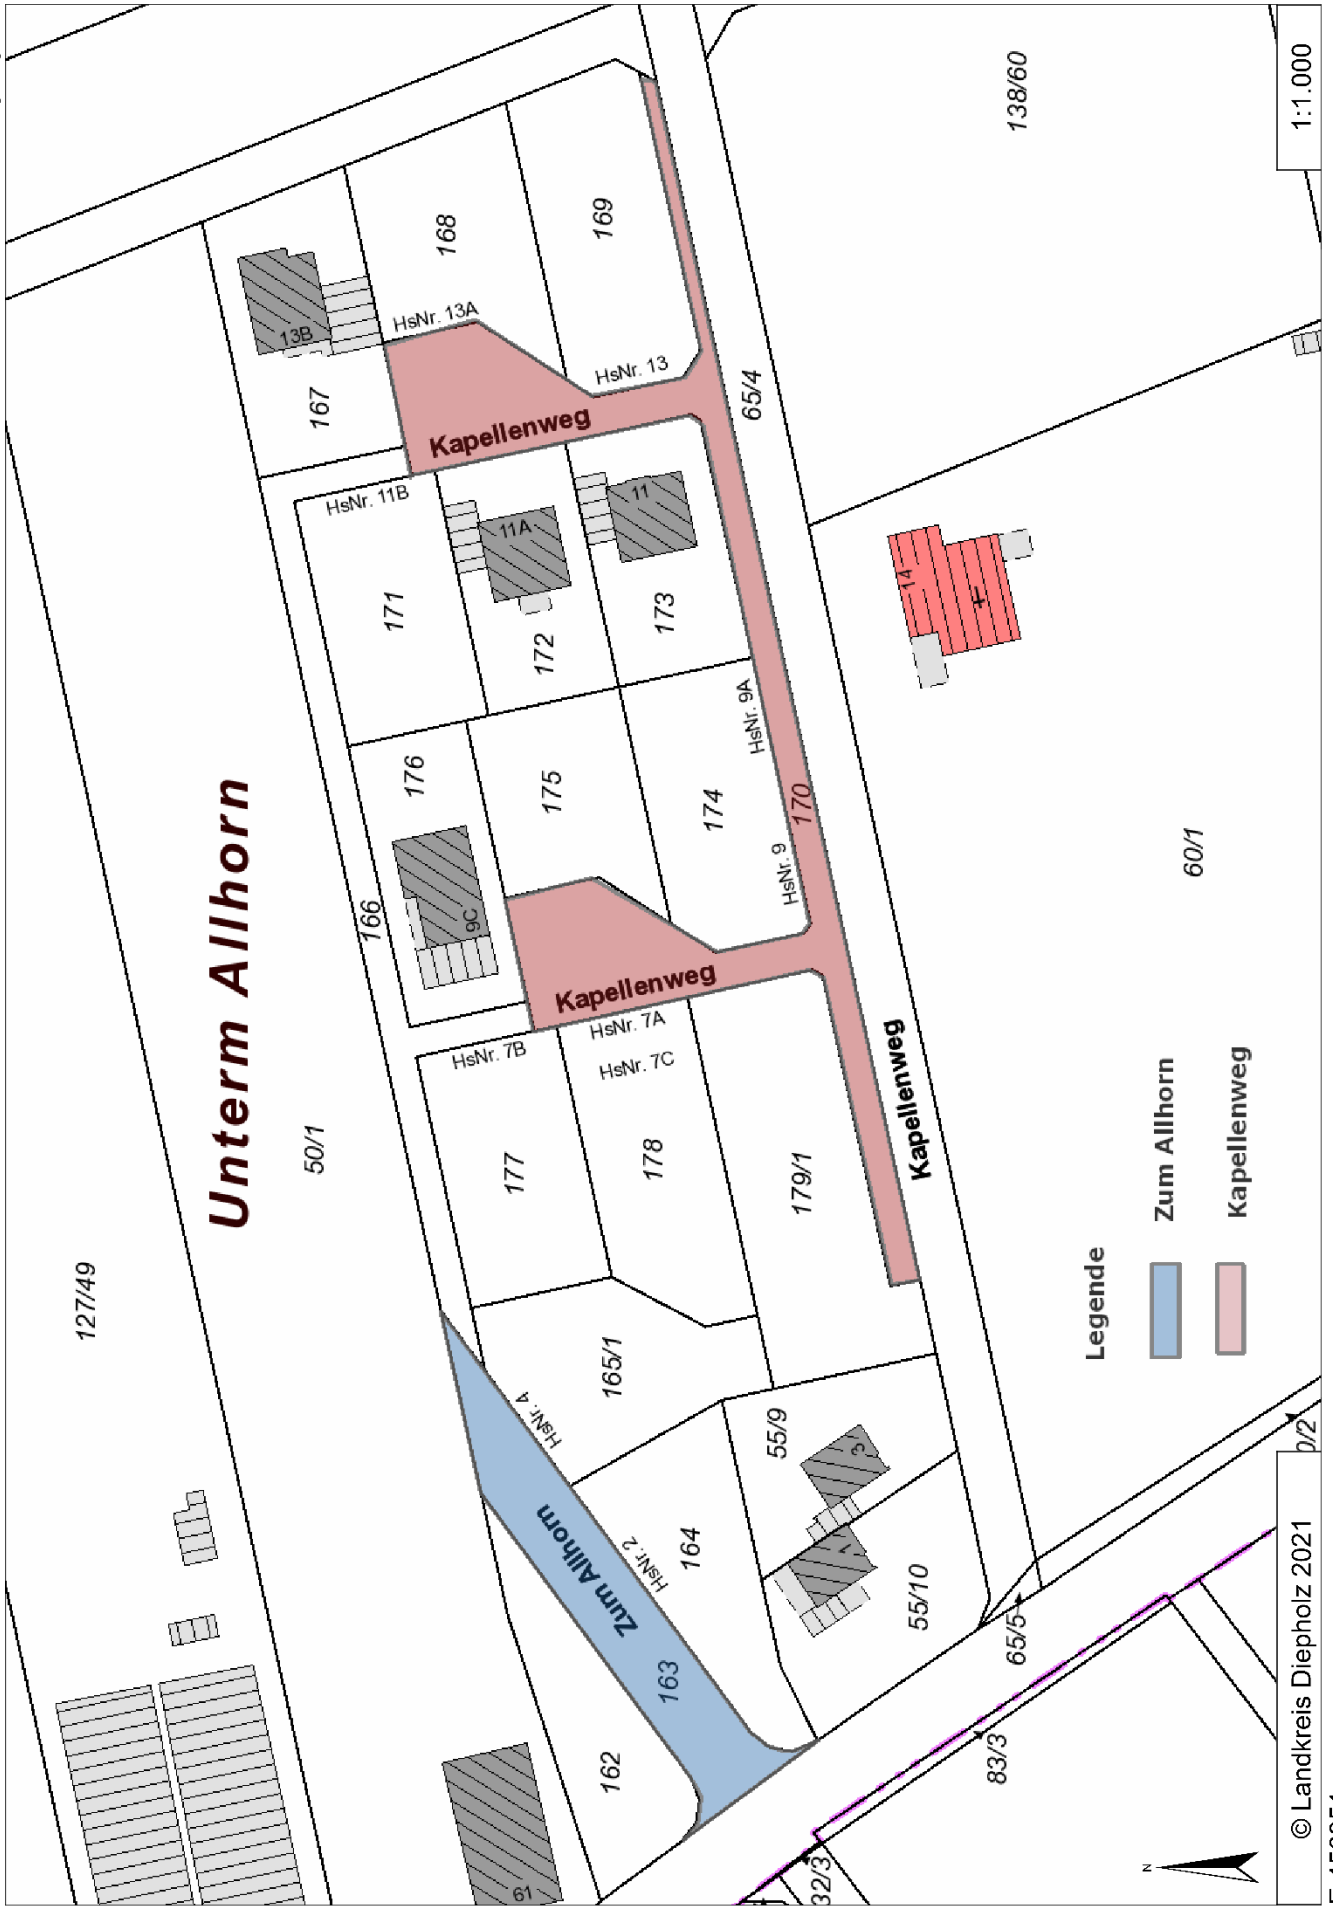 Unterm Allhorn
127/49
50/1
166
13B
167
HsNr. 13A
168
169
HsNr. 13
Kapellenweg
HsNr. 11B
11A
11
171
172
173
65/4
138/60
1:1.000
14
176
175
174
HsNr. 9A
HsNr. 9
170
9C
Kapellenweg
HsNr. 7B
HsNr. 7A
HsNr. 7C
177
178
179/1
Kapellenweg
60/1
165/1
HsNr. 4
Zum Allhorn
HsNr. 2
163
164
162
61
55/9
3
1
55/10
65/5
83/3
32/3
0/2
Legende
Zum Allhorn
Kapellenweg
N
© Landkreis Diepholz 2021